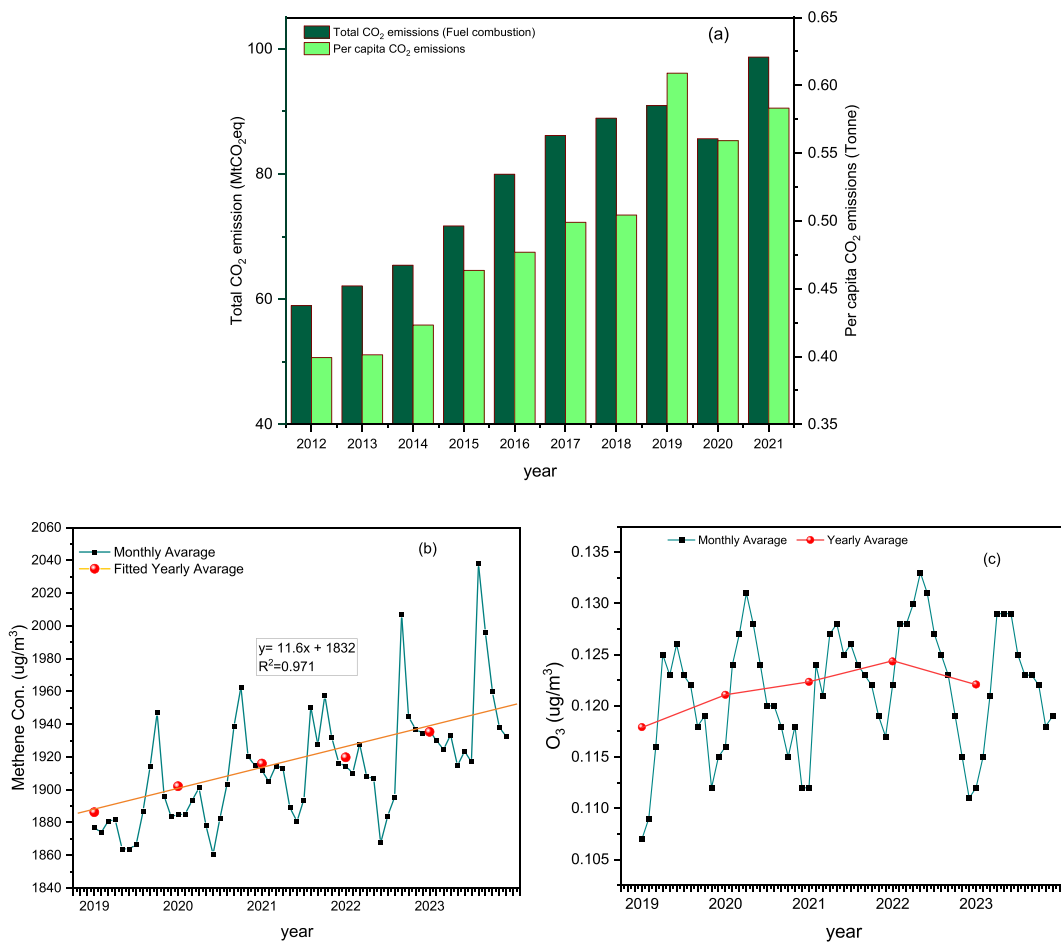 (a)
Total CO₂ emissions (Fuel combustion)
Per capita CO₂ emissions
Total CO₂ emission (MtCO₂eq)
100
80
60
40
Per capita CO₂ emissions (Tonne)
0.65
0.60
0.55
0.50
0.45
0.40
0.35
2012 2013 2014 2015 2016 2017 2018 2019 2020 2021
year
(b)
Monthly Avarage
Fitted Yearly Avarage
y= 11.6x + 1832
R²=0.971
Methene Con. (ug/m³)
2060
2040
2020
2000
1980
1960
1940
1920
1900
1880
1860
1840
2019 2020 2021 2022 2023
year
(c)
Monthly Avarage Yearly Avarage
O₃ (ug/m³)
0.135
0.130
0.125
0.120
0.115
0.110
0.105
2019 2020 2021 2022 2023
year